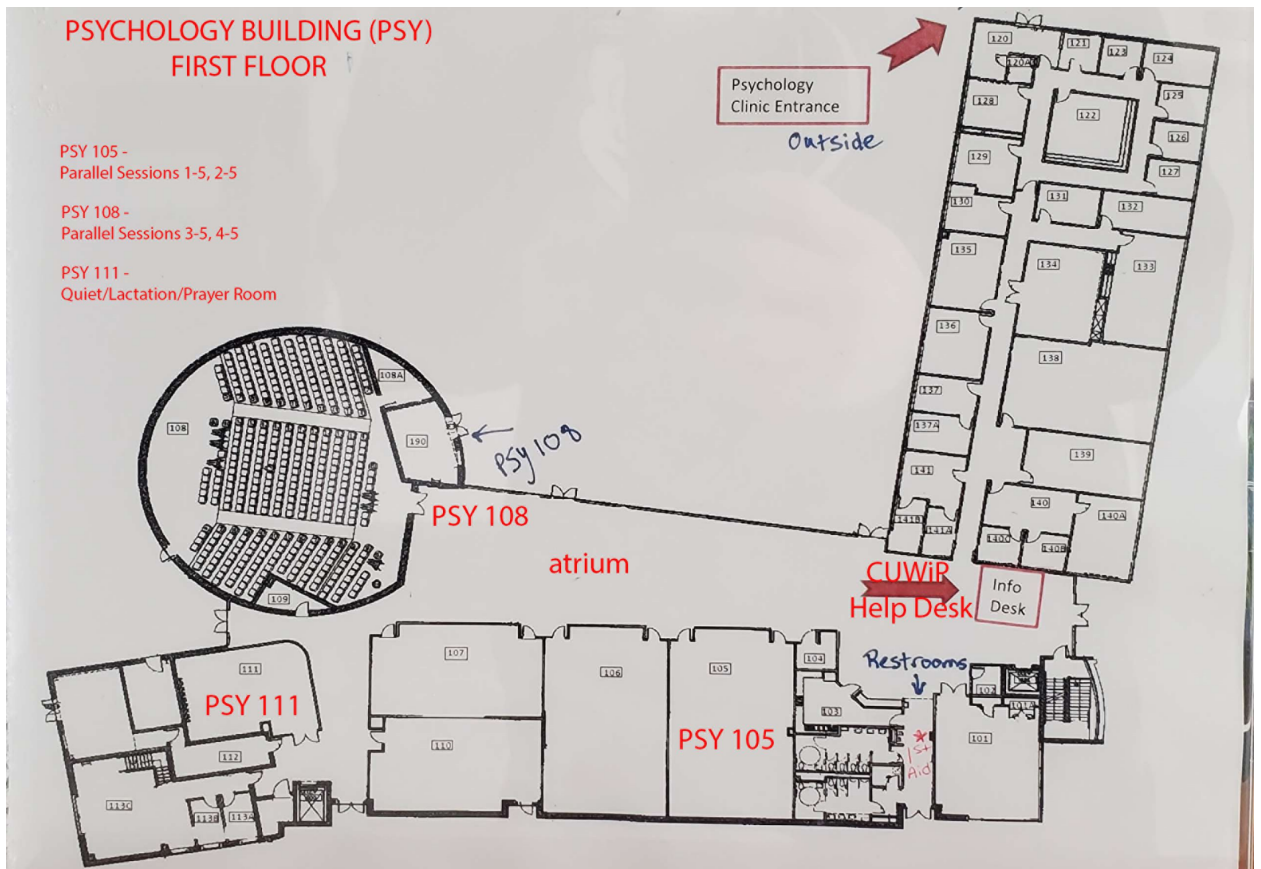 PSYCHOLOGY BUILDING (PSY)
FIRST FLOOR
PSY 105 -
Parallel Sessions 1-5, 2-5
PSY 108 -
Parallel Sessions 3-5, 4-5
PSY 111 -
Quiet/Lactation/Prayer Room
Psychology
Clinic Entrance
Outside
120
121
123
124
120A
125
128
122
126
129
127
131
130
132
135
134
133
136
138
137
137A
139
141
140
140A
141B
141A
140C
140B
108A
108
190
PSY 108
PSY 108
atrium
CUWiP
Help Desk
Info
Desk
109
Restrooms
107
106
105
104
111
PSY 111
PSY 105
103
102
101A
101
1st
Aid
110
112
113C
113B
113A